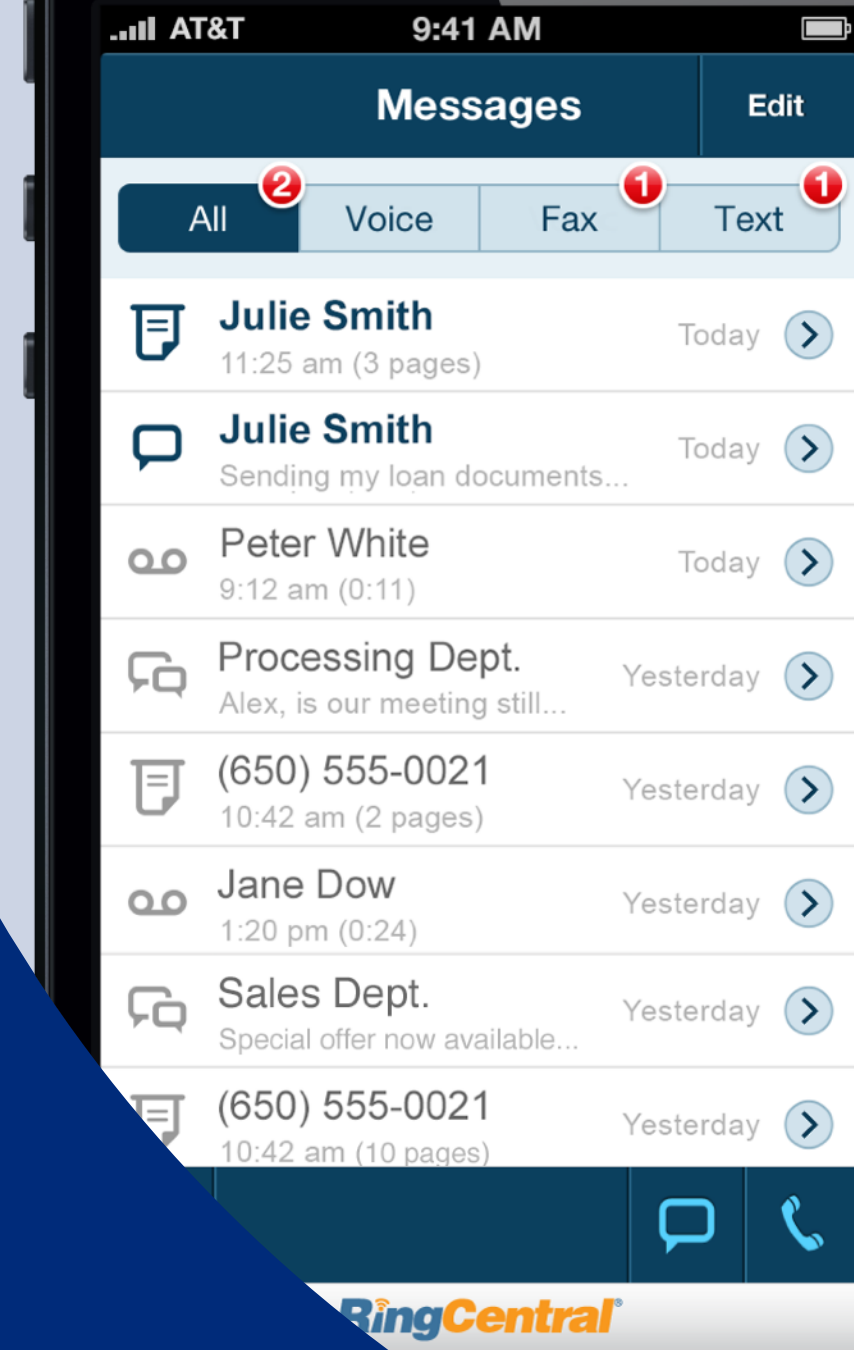 AT&T 9:41 AM
Messages Edit
All 2 Voice Fax 1 Text 1
Julie Smith Today
11:25 am (3 pages)
Julie Smith Today
Sending my loan documents...
Peter White Today
9:12 am (0:11)
Processing Dept. Yesterday
Alex, is our meeting still...
(650) 555-0021 Yesterday
10:42 am (2 pages)
Jane Dow Yesterday
1:20 pm (0:24)
Sales Dept. Yesterday
Special offer now available...
(650) 555-0021 Yesterday
10:42 am (10 pages)
RingCentral®